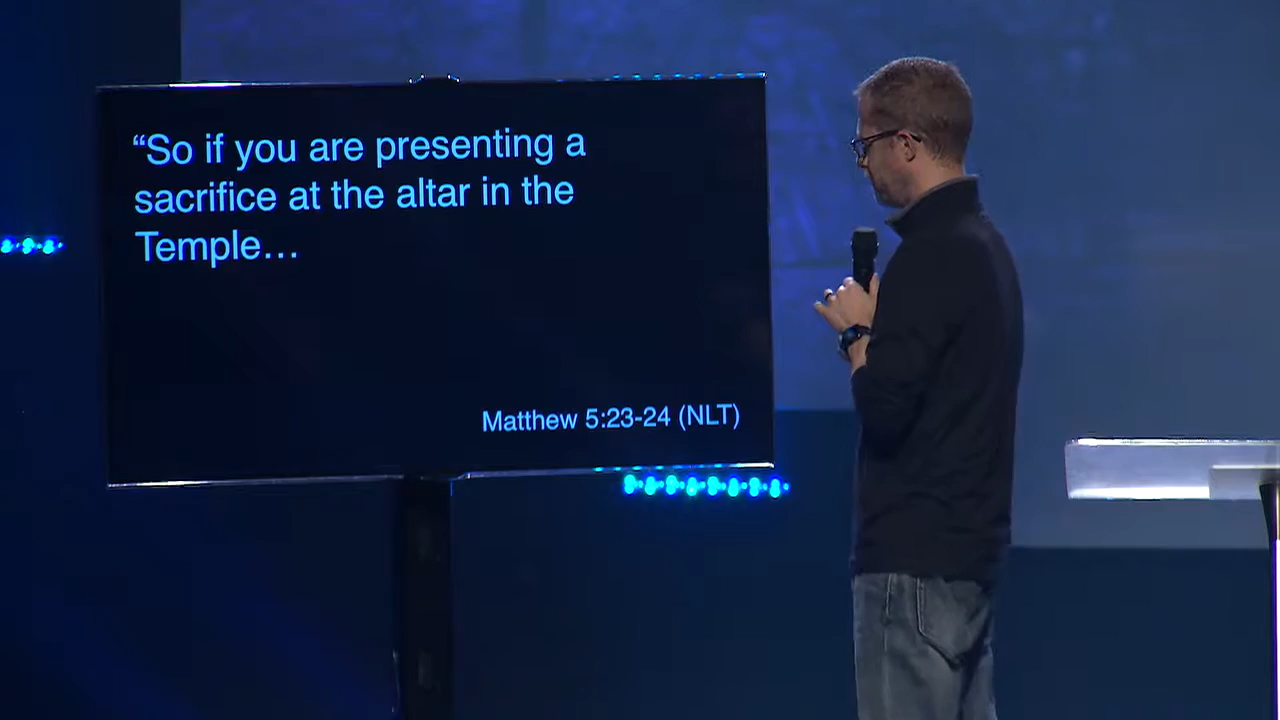 “So if you are presenting a
sacrifice at the altar in the
Temple…
Matthew 5:23-24 (NLT)